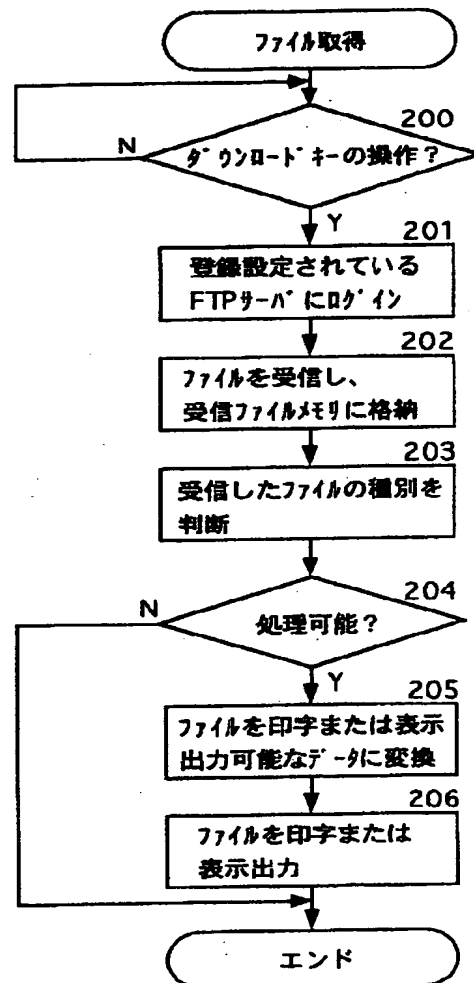 ファイル取得
200
N
ダウンロードキーの操作？
Y
201
登録設定されている
FTPサーバにログイン
202
ファイルを受信し、
受信ファイルメモリに格納
203
受信したファイルの種別を
判断
204
N
処理可能？
Y
205
ファイルを印字または表示
出力可能なデータに変換
206
ファイルを印字または
表示出力
エンド